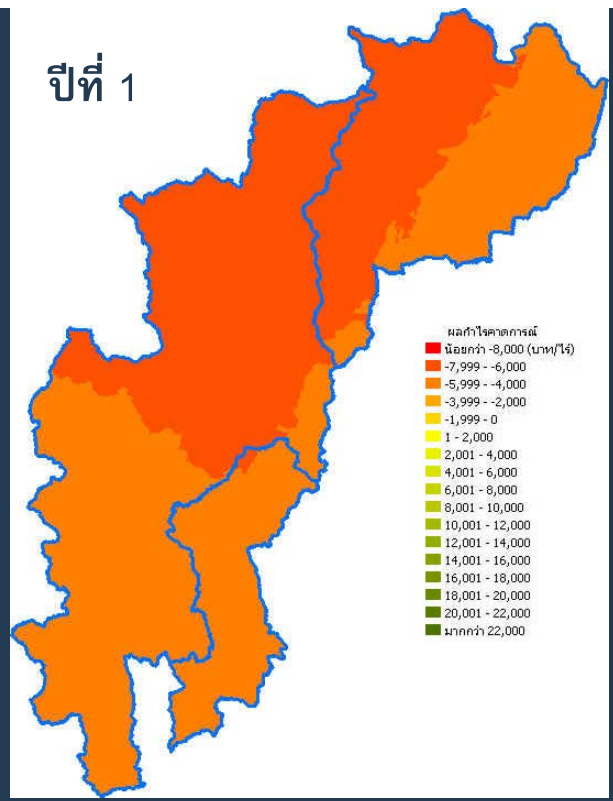 ปีที่ 1
ผลกำไรคาดการณ์
น้อยกว่า -8,000 (บาท/ไร่)
-7,999 - -6,000
-5,999 - -4,000
-3,999 - -2,000
-1,999 - 0
1 - 2,000
2,001 - 4,000
4,001 - 6,000
6,001 - 8,000
8,001 - 10,000
10,001 - 12,000
12,001 - 14,000
14,001 - 16,000
16,001 - 18,000
18,001 - 20,000
20,001 - 22,000
มากกว่า 22,000